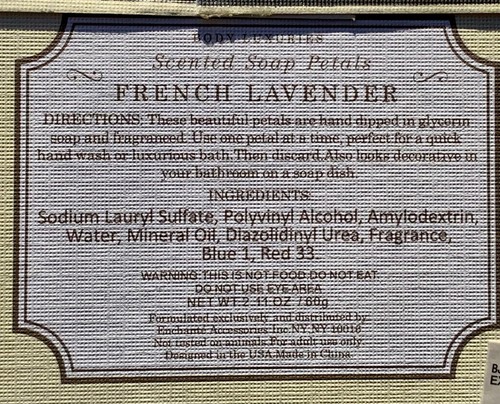 BODY LUXURIES
Scented Soap Petals
FRENCH LAVENDER
DIRECTIONS: These beautiful petals are hand dipped in glycerin
soap and fragranced. Use one petal at a time, perfect for a quick
hand wash or luxurious bath. Then discard. Also looks decorative in
your bathroom on a soap dish.
INGREDIENTS:
Sodium Lauryl Sulfate, Polyvinyl Alcohol, Amylodextrin,
Water, Mineral Oil, Diazolidinyl Urea, Fragrance,
Blue 1, Red 33.
WARNING THIS IS NOT FOOD DO NOT EAT
DO NOT USE EYE AREA
NET WT 2.11 OZ / 60g
Formulated exclusively and distributed by
Enchanté Accessories Inc. NY, NY 10016
Not tested on animals. For adult use only
Designed in the USA Made in China